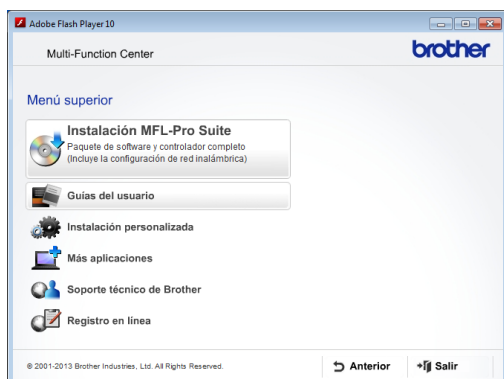 Adobe Flash Player 10
Multi-Function Center
brother
Menú superior
Instalación MFL-Pro Suite
Paquete de software y controlador completo
(Incluye la configuración de red inalámbrica)
Guías del usuario
Instalación personalizada
Más aplicaciones
Soporte técnico de Brother
Registro en línea
© 2001-2013 Brother Industries, Ltd. All Rights Reserved.
Anterior
Salir